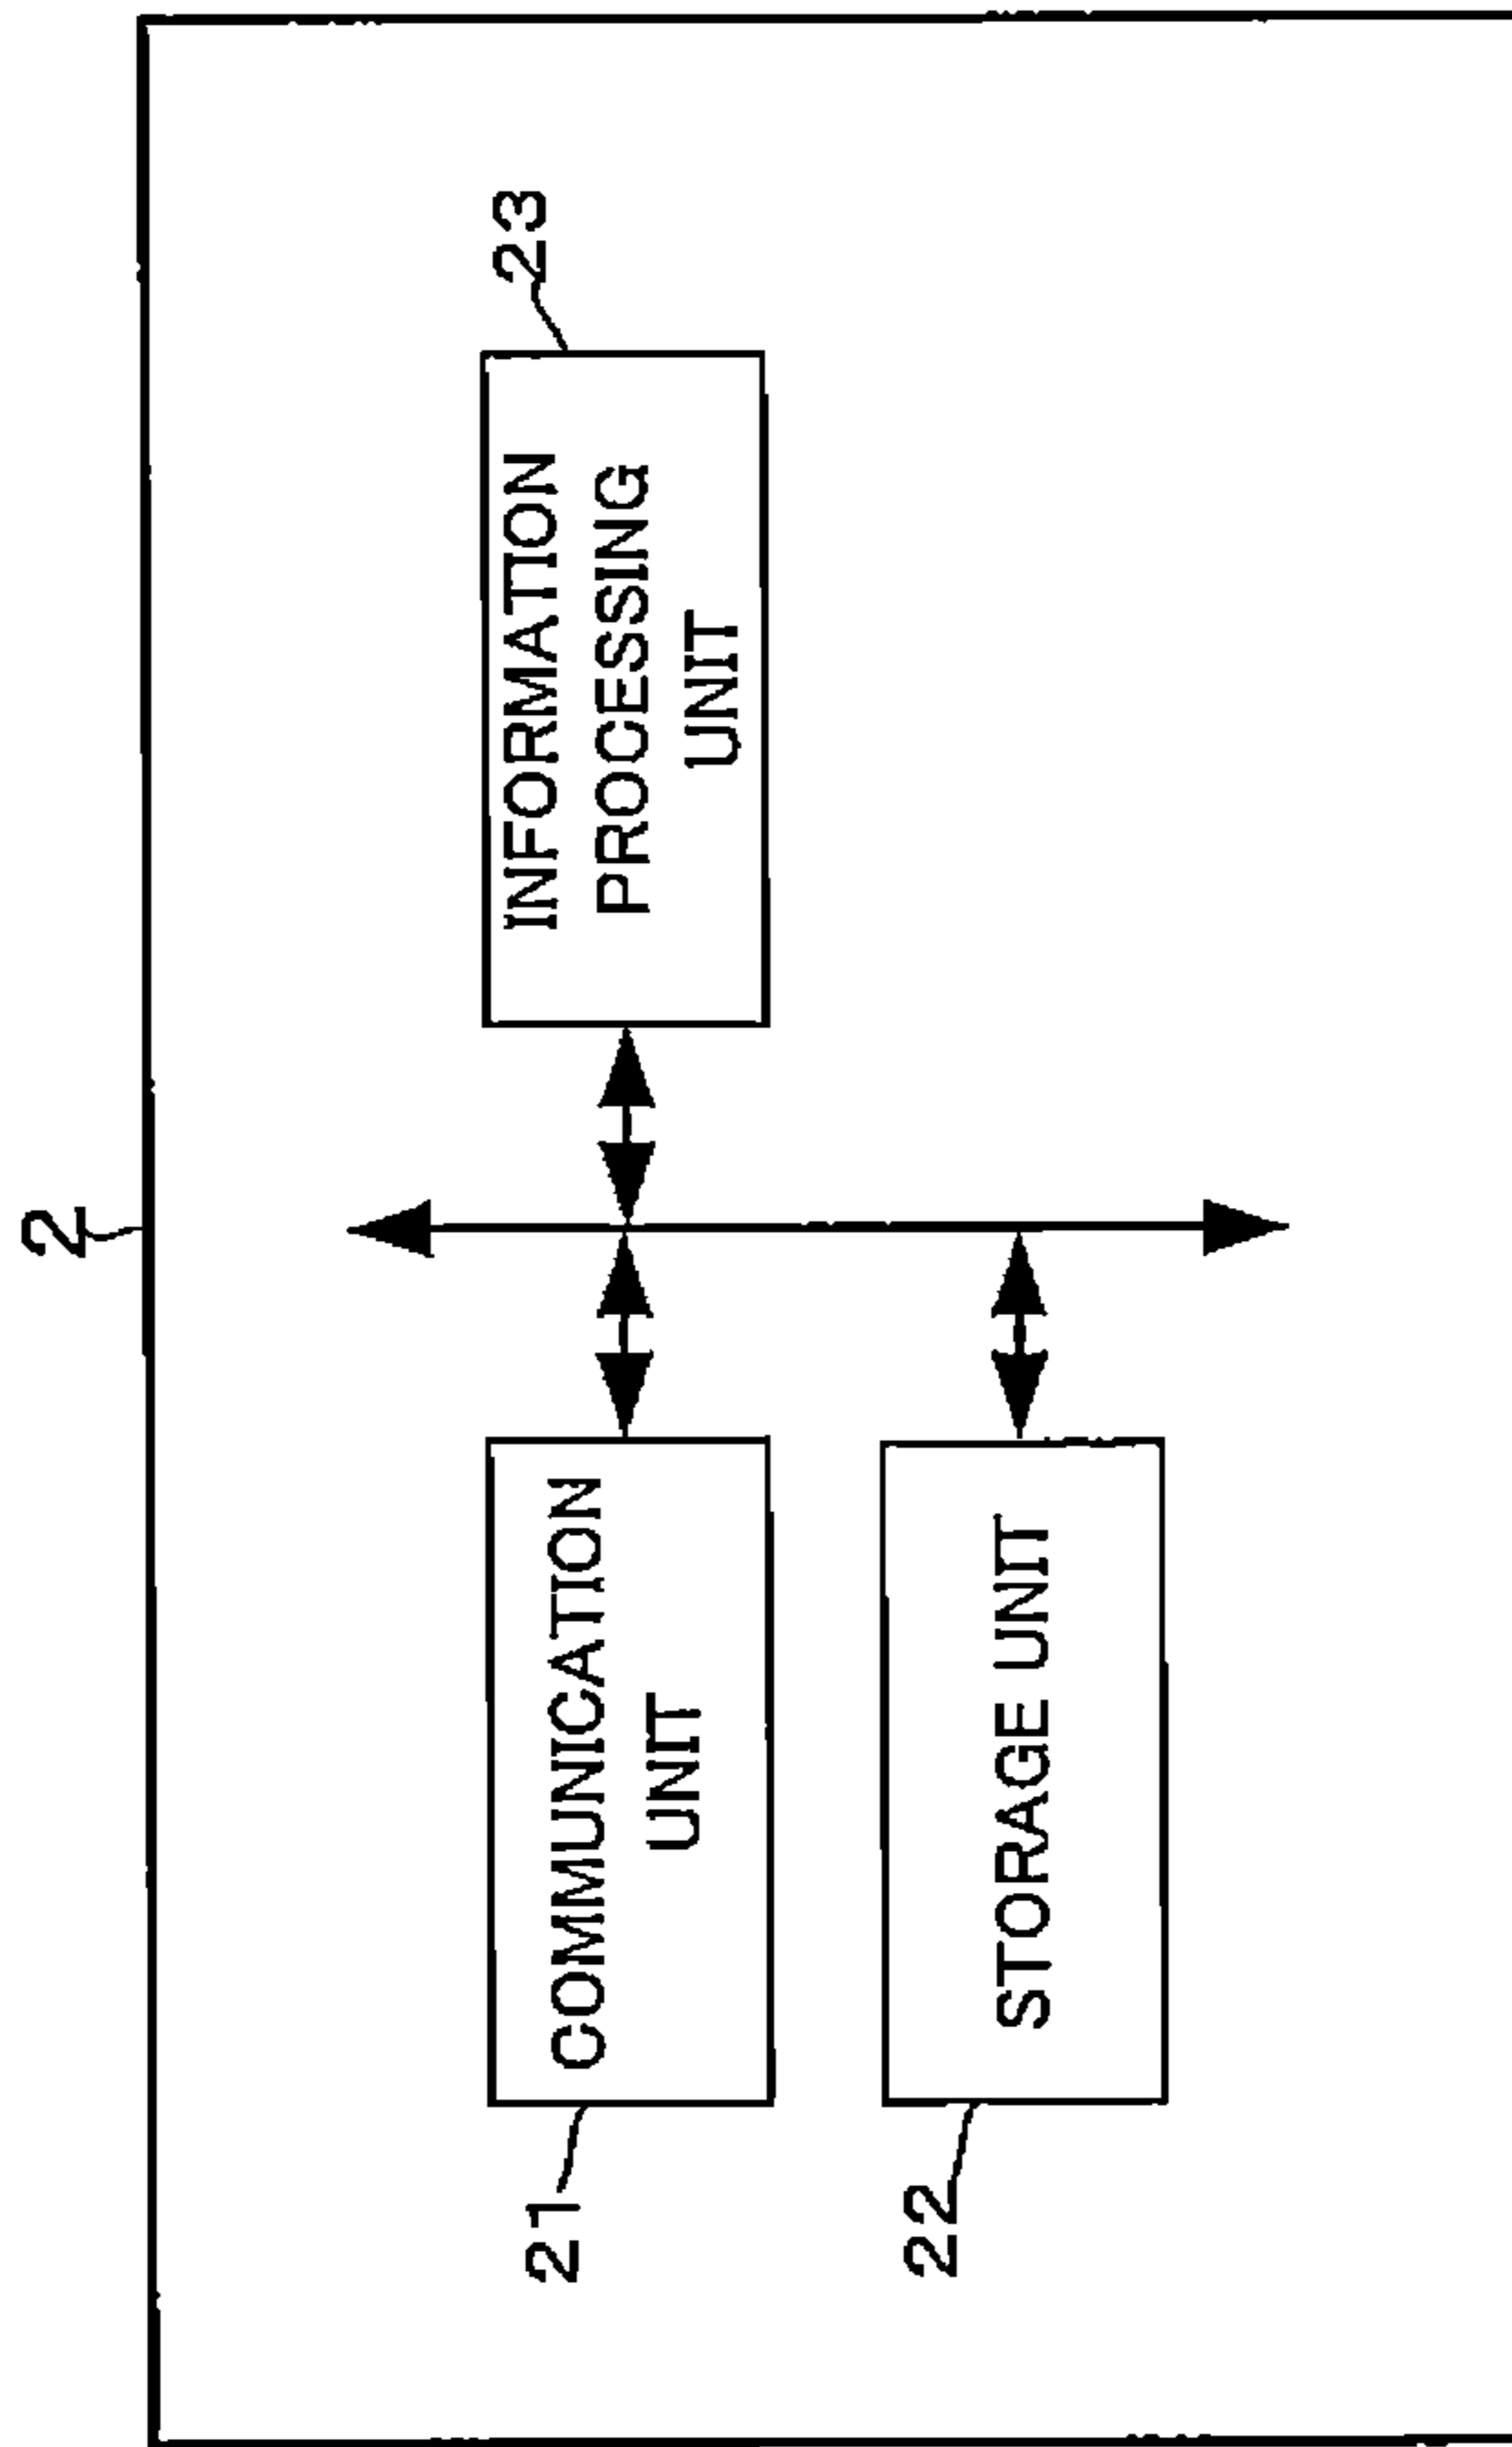 2
21
COMMUNICATION
UNIT
INFORMATION
PROCESSING
UNIT
23
22
STORAGE UNIT